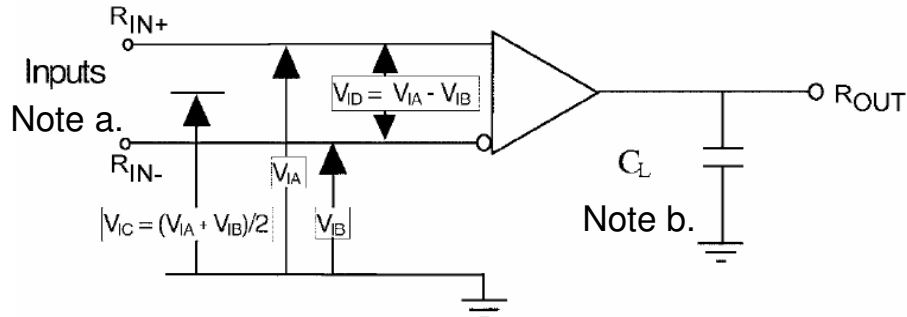 RIN+
Inputs
Note a.
RIN-
VID = VIA - VIB
VIA
VIC = (VIA + VIB)/2
VIB
ROUT
CL
Note b.